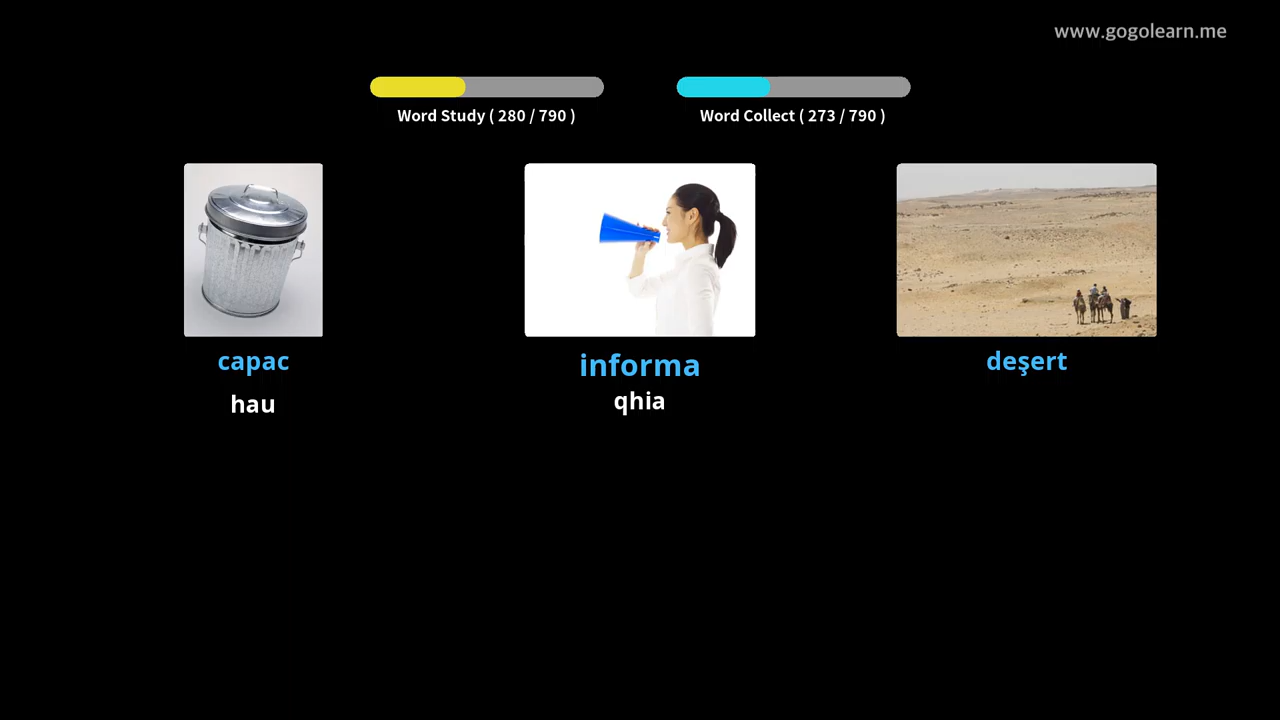 www.gogolearn.me
Word Study ( 280 / 790 )
Word Collect ( 273 / 790 )
capac
hau
informa
qhia
deşert